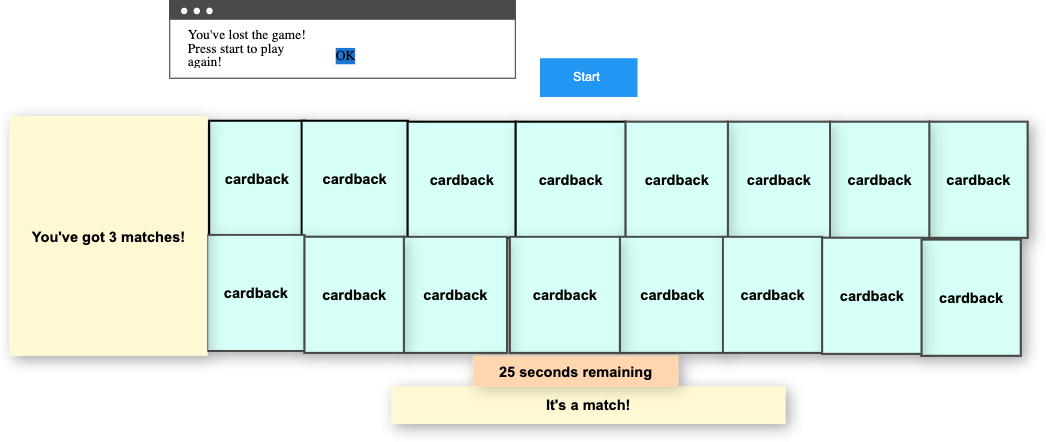 You've lost the game!
Press start to play
again!
OK
Start
You've got 3 matches!
cardback cardback cardback cardback cardback cardback cardback cardback
cardback cardback cardback cardback cardback cardback cardback cardback
25 seconds remaining
It's a match!